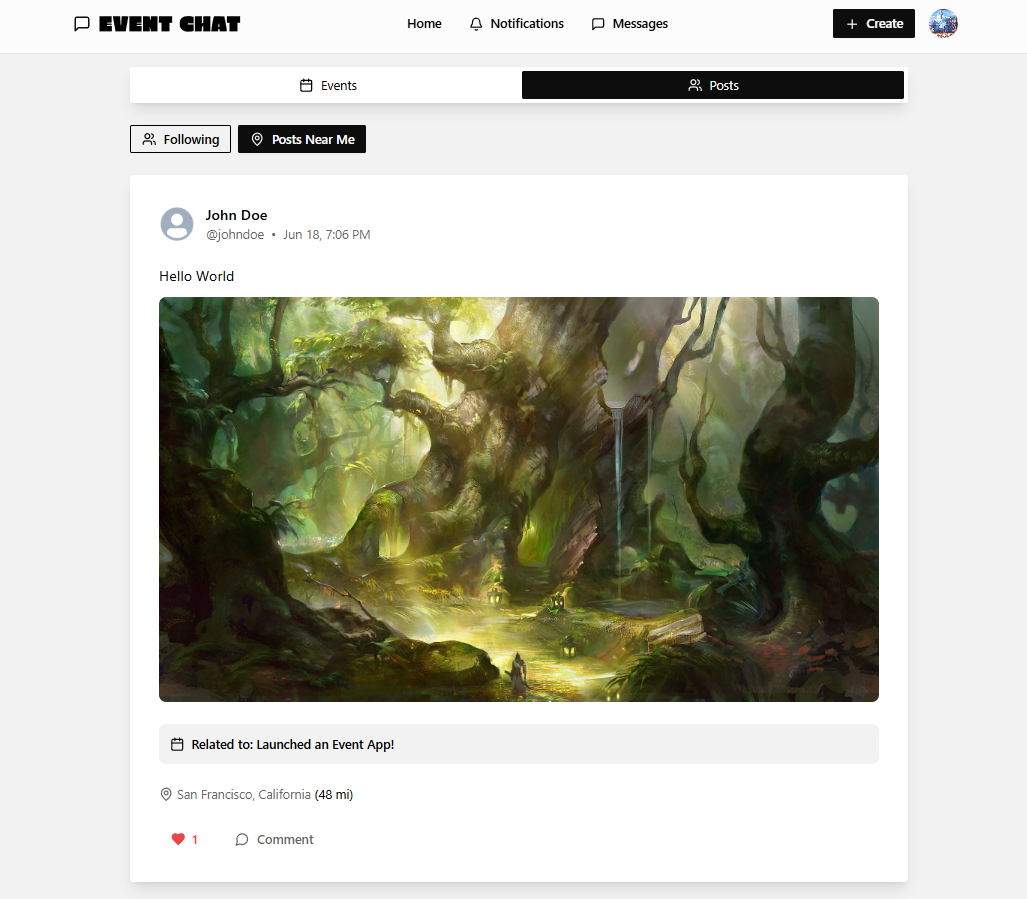 EVENT CHAT Home Notifications Messages Create
Events Posts
Following Posts Near Me
John Doe
@johndoe • Jun 18, 7:06 PM
Hello World
Related to: Launched an Event App!
San Francisco, California (48 mi)
1 Comment